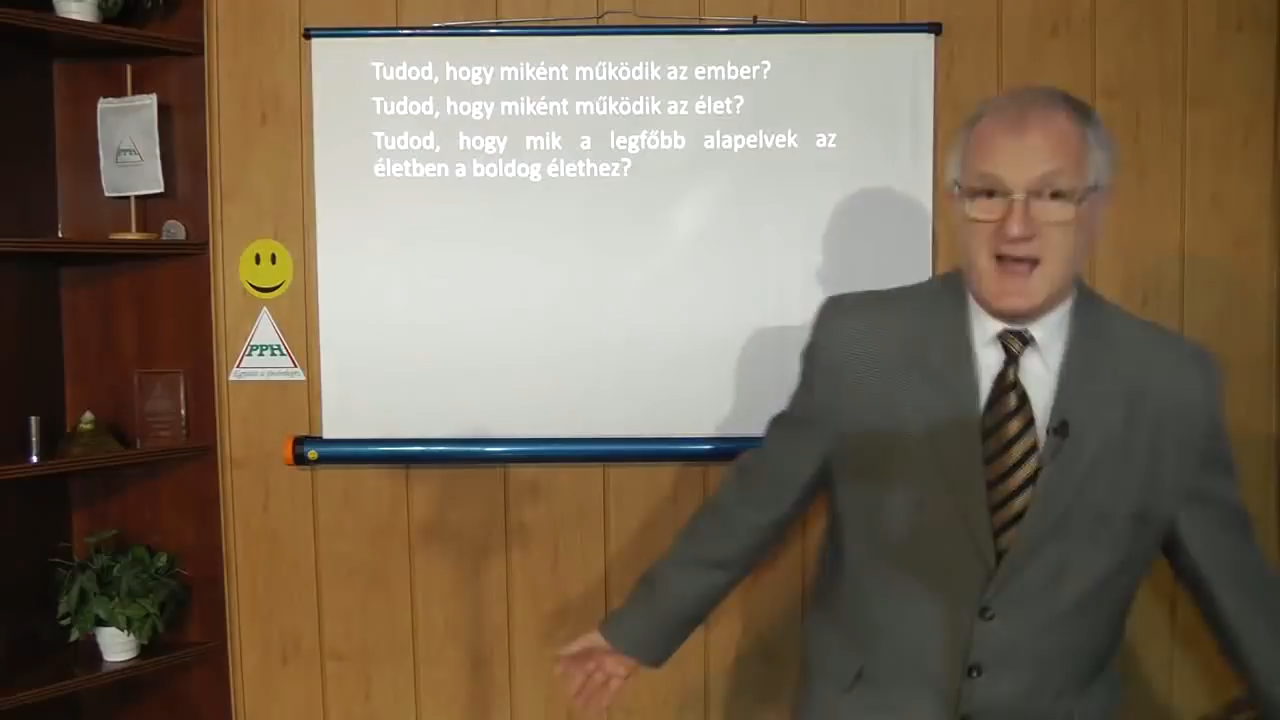 Tudod, hogy miként működik az ember?
Tudod, hogy miként működik az élet?
Tudod, hogy mik a legfőbb alapelvek az
életben a boldog élethez?
PPH
PPH